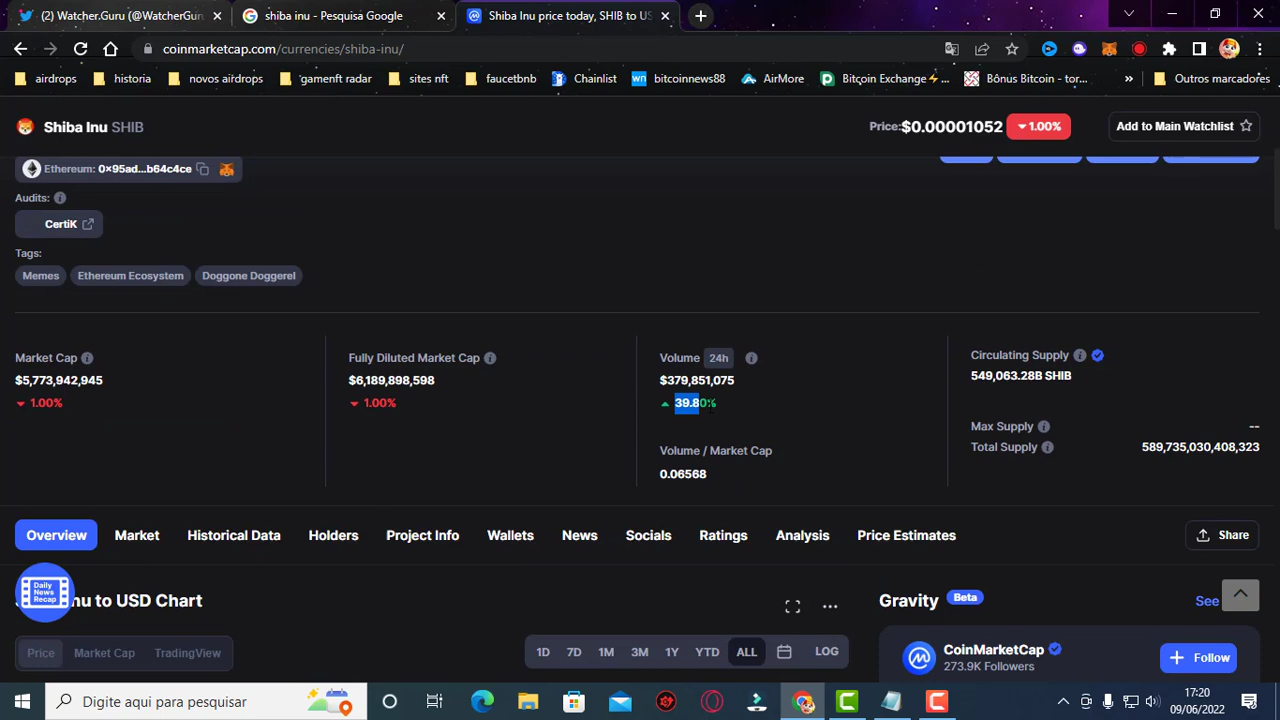 (2) Watcher.Guru (@WatcherGuru
shiba inu - Pesquisa Google
Shiba Inu price today, SHIB to US
coinmarketcap.com/currencies/shiba-inu/
airdrops
historia
novos airdrops
gamenft radar
sites nft
faucetbnb
Chainlist
wn bitcoinnews88
AirMore
Bitcoin Exchange⚡...
Bônus Bitcoin - tor...
»
Outros marcadores
Shiba Inu SHIB
Price:$0.00001052
1.00%
Add to Main Watchlist
Ethereum: 0x95ad...b64c4ce
Audits:
CertiK
Tags:
Memes
Ethereum Ecosystem
Doggone Doggerel
Market Cap
$5,773,942,945
1.00%
Fully Diluted Market Cap
$6,189,898,598
1.00%
Volume 24h
$379,851,075
39.80%
Volume / Market Cap
0.06568
Circulating Supply
549,063.28B SHIB
Max Supply --
Total Supply 589,735,030,408,323
Overview
Market
Historical Data
Holders
Project Info
Wallets
News
Socials
Ratings
Analysis
Price Estimates
Share
Daily
News
Recap
nu to USD Chart
Gravity Beta
See
Price
Market Cap
TradingView
1D
7D
1M
3M
1Y
YTD
ALL
LOG
CoinMarketCap
273.9K Followers
+ Follow
Digite aqui para pesquisar
17:20
09/06/2022